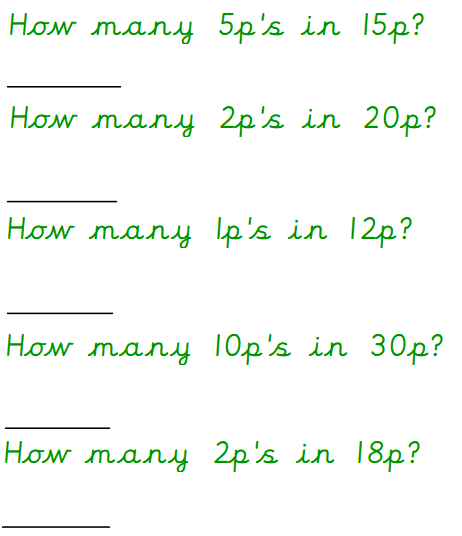 How many 5p's in 15p?
How many 2p's in 20p?
How many 1p's in 12p?
How many 10p's in 30p?
How many 2p's in 18p?